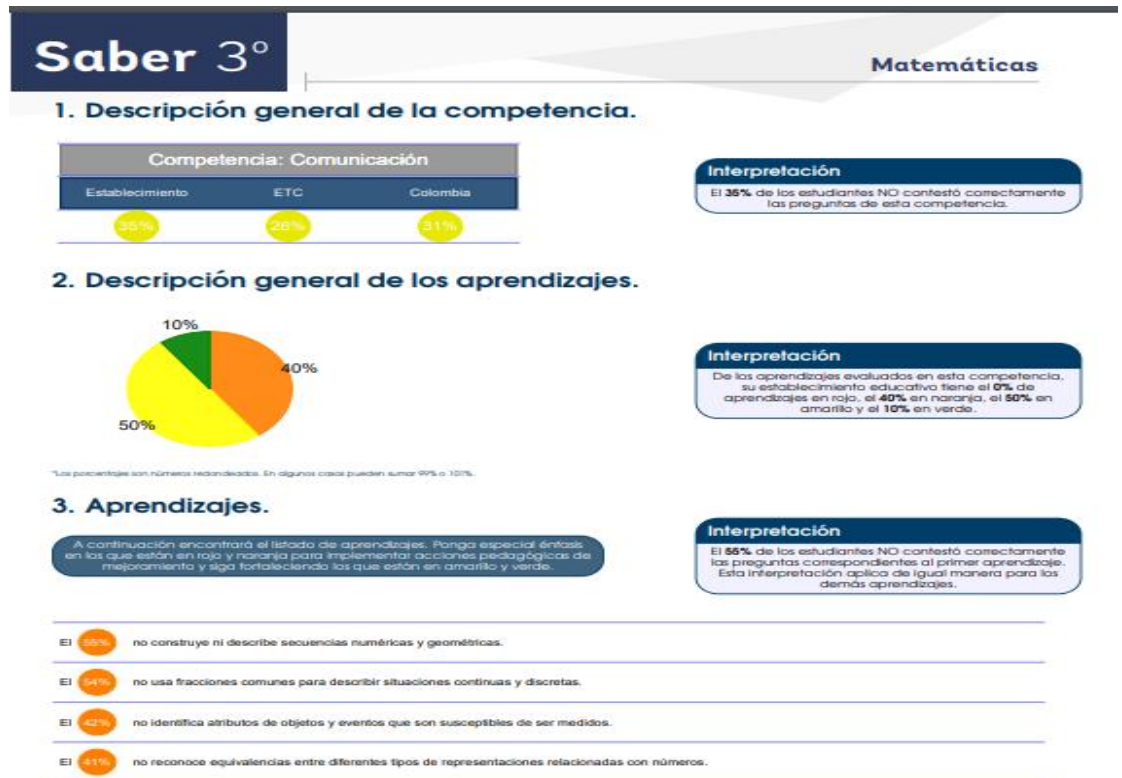 Saber 3°
Matemáticas
1. Descripción general de la competencia.
Competencia: Comunicación
Establecimiento ETC Colombia
35% 26% 31%
Interpretación
El 35% de los estudiantes NO contestó correctamente
las preguntas de esta competencia.
2. Descripción general de los aprendizajes.
10%
40%
50%
Interpretación
De los aprendizajes evaluados en esta competencia,
su establecimiento educativo tiene el 0% de
aprendizajes en rojo, el 40% en naranja, el 50% en
amarillo y el 10% en verde.
*Los porcentajes son números redondeados. En algunos casos pueden sumar 99% o 101%.
3. Aprendizajes.
A continuación encontrará el listado de aprendizajes. Ponga especial énfasis
en los que están en rojo y naranja para implementar acciones pedagógicas de
mejoramiento y siga fortaleciendo los que están en amarillo y verde.
Interpretación
El 55% de los estudiantes NO contestó correctamente
las preguntas correspondientes al primer aprendizaje.
Esta interpretación aplica de igual manera para los
demás aprendizajes.
El 55% no construye ni describe secuencias numéricas y geométricas.
El 54% no usa fracciones comunes para describir situaciones continuas y discretas.
El 42% no identifica atributos de objetos y eventos que son susceptibles de ser medidos.
El 41% no reconoce equivalencias entre diferentes tipos de representaciones relacionadas con números.